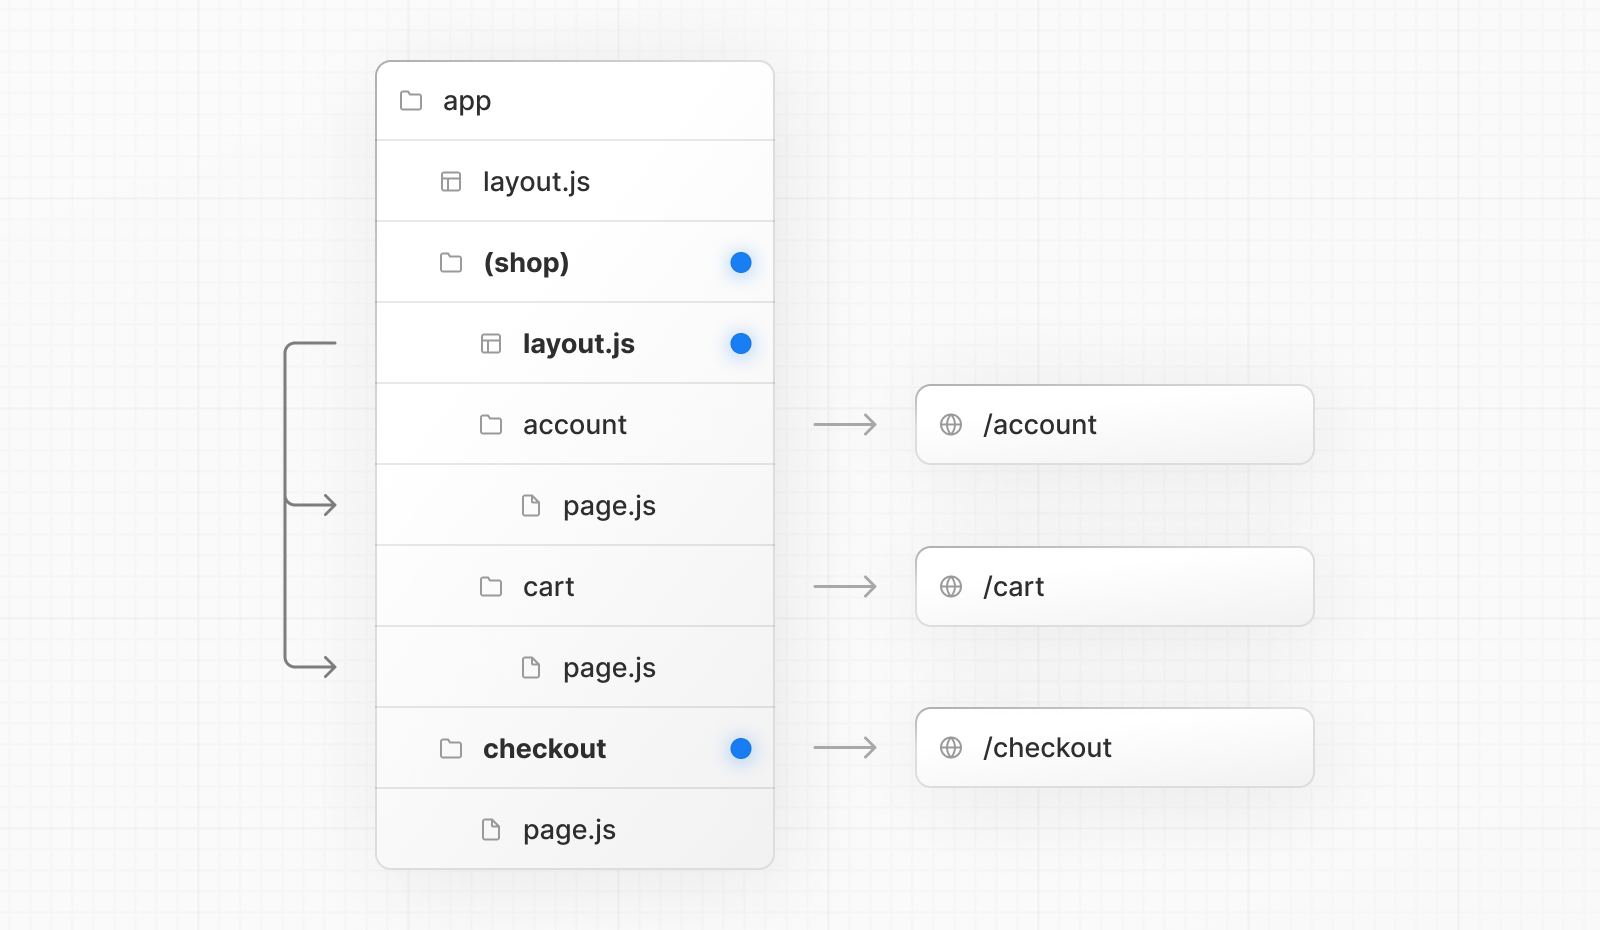 app
layout.js
(shop)
layout.js
account
/account
page.js
cart
/cart
page.js
checkout
/checkout
page.js